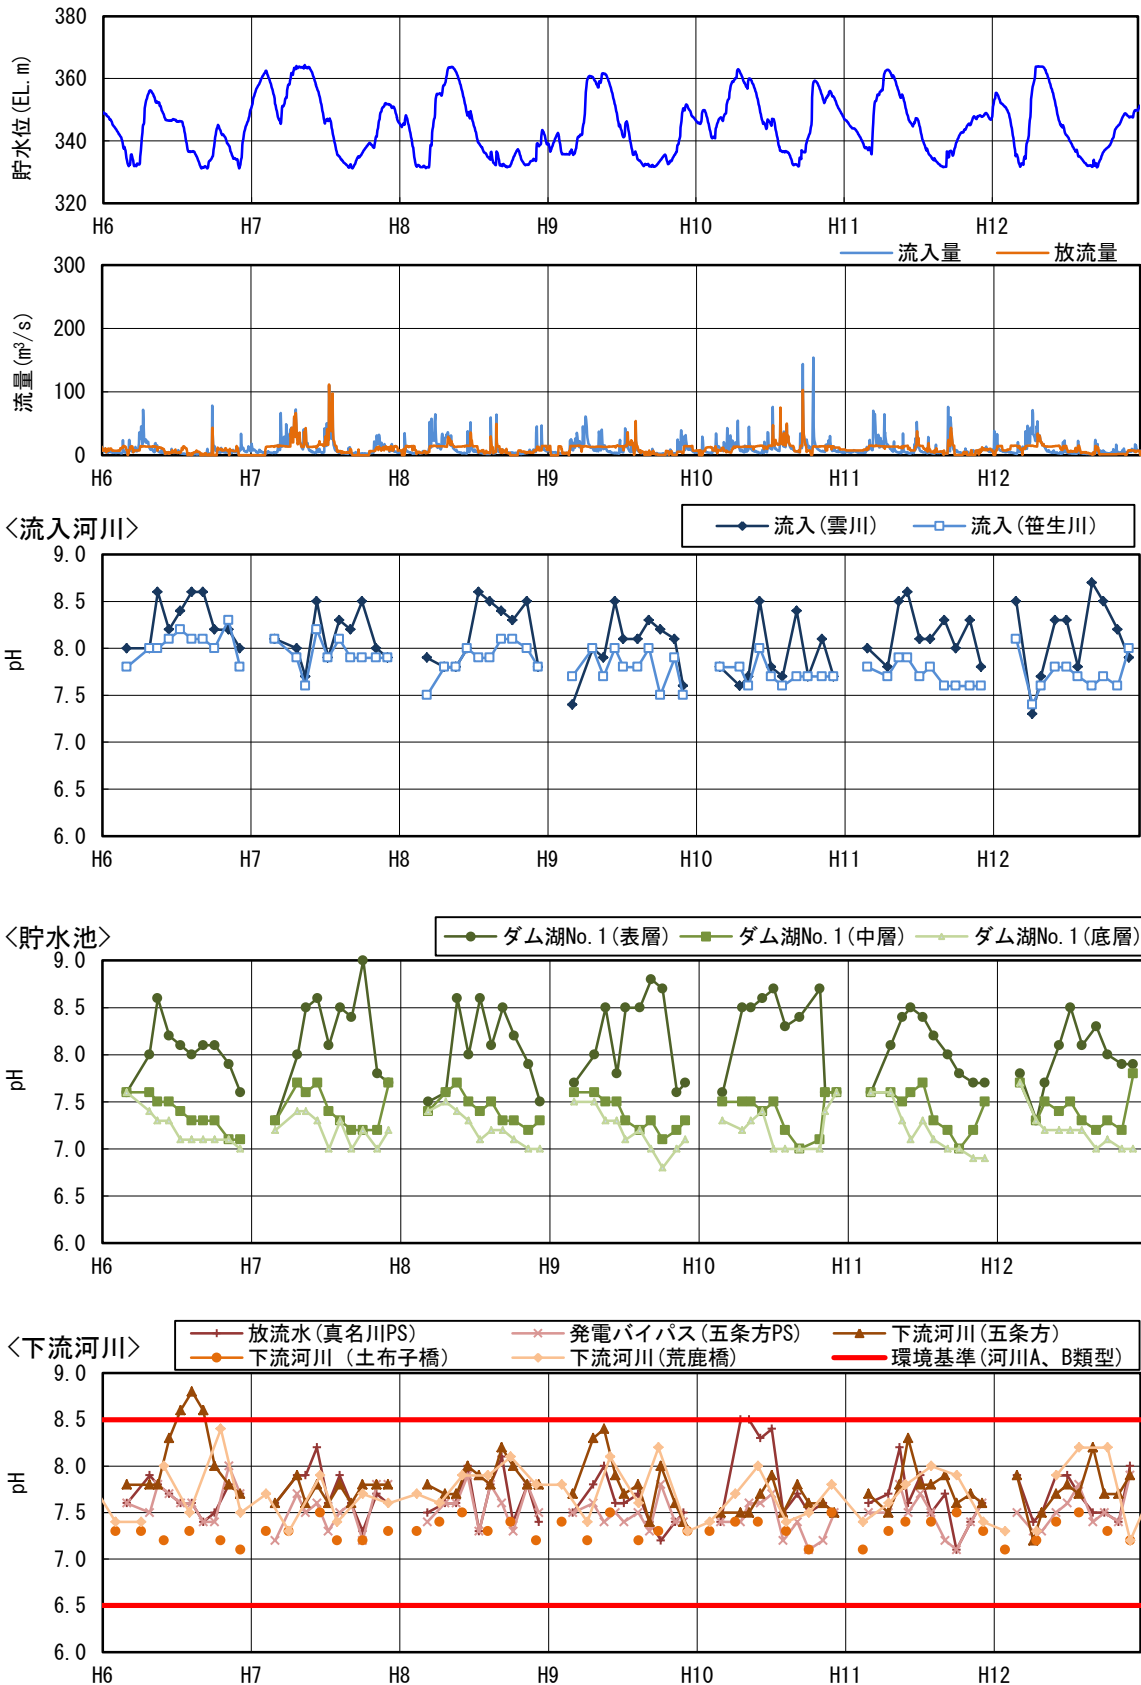 380
360
340
320
貯水位(EL.m)
H6 H7 H8 H9 H10 H11 H12
流入量 放流量
300
200
100
0
流量(m³/s)
H6 H7 H8 H9 H10 H11 H12
<流入河川>
流入(雲川) 流入(笹生川)
9.0
8.5
8.0
7.5
7.0
6.5
6.0
pH
H6 H7 H8 H9 H10 H11 H12
<貯水池>
ダム湖No.1(表層) ダム湖No.1(中層) ダム湖No.1(底層)
9.0
8.5
8.0
7.5
7.0
6.5
6.0
pH
H6 H7 H8 H9 H10 H11 H12
<下流河川>
放流水(真名川PS) 発電バイパス(五条方PS) 下流河川(五条方)
下流河川（土布子橋） 下流河川(荒鹿橋) 環境基準(河川A、B類型)
9.0
8.5
8.0
7.5
7.0
6.5
6.0
pH
H6 H7 H8 H9 H10 H11 H12